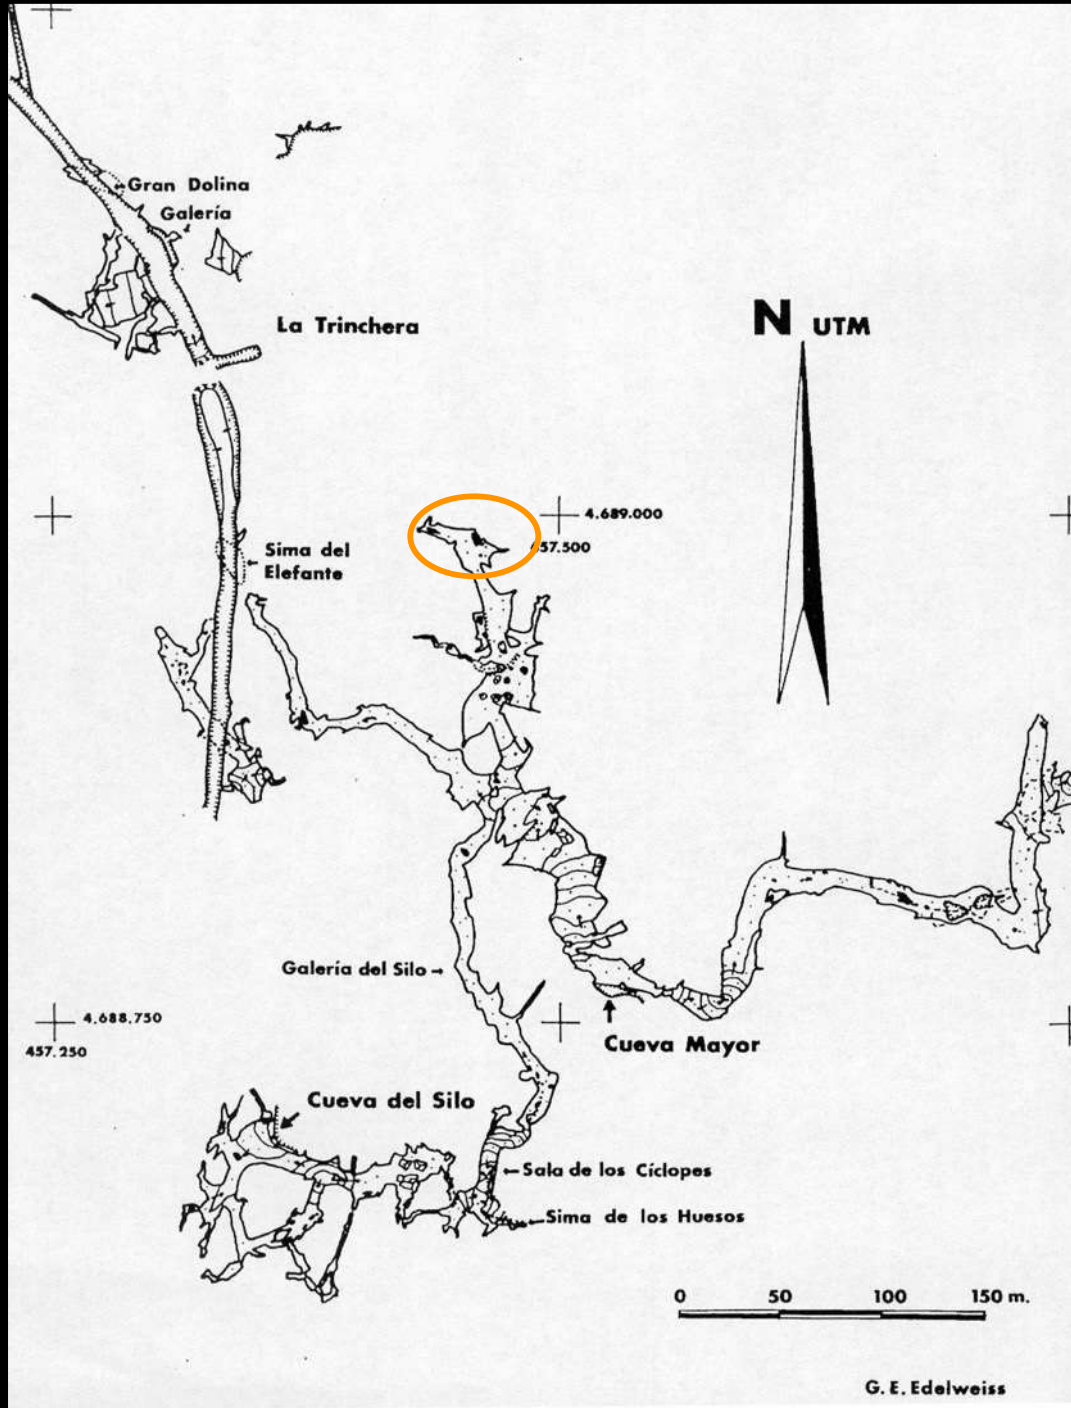 Gran Dolina
Galería
La Trinchera
N UTM
4.689.000
457.500
Sima del
Elefante
Galería del Silo
4.688.750
457.250
Cueva Mayor
Cueva del Silo
Sala de los Cíclopes
Sima de los Huesos
0 50 100 150 m.
G. E. Edelweiss